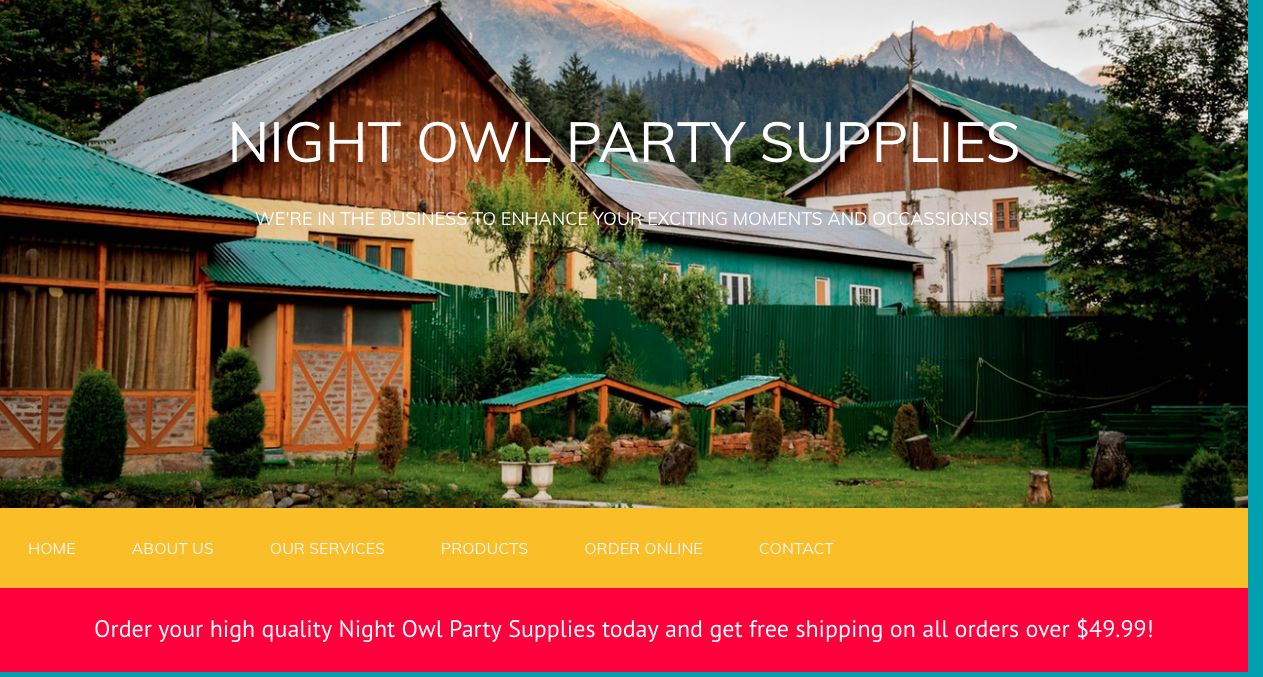 NIGHT OWL PARTY SUPPLIES
WE'RE IN THE BUSINESS TO ENHANCE YOUR EXCITING MOMENTS AND OCCASSIONS!
HOME ABOUT US OUR SERVICES PRODUCTS ORDER ONLINE CONTACT
Order your high quality Night Owl Party Supplies today and get free shipping on all orders over $49.99!